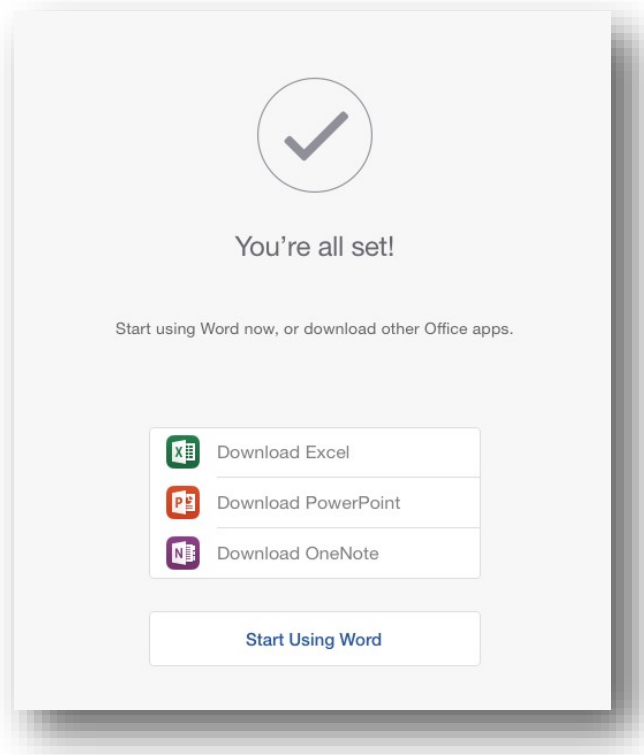 You’re all set!
Start using Word now, or download other Office apps.
X
Download Excel
P
Download PowerPoint
N
Download OneNote
Start Using Word